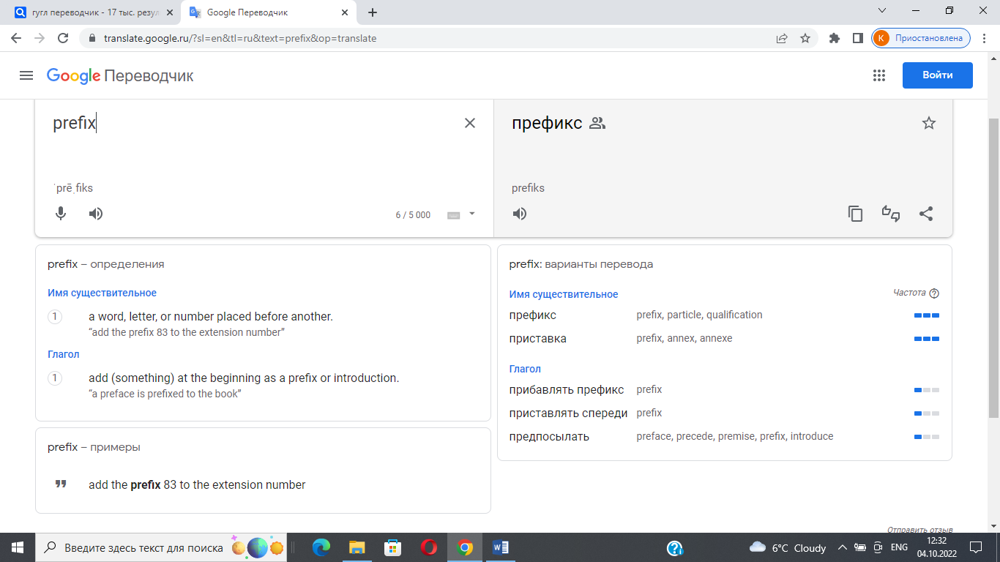 гугл переводчик - 17 тыс. резул
Google Переводчик
translate.google.ru/?sl=en&tl=ru&text=prefix&op=translate
К Приостановлена
Google Переводчик
Войти
prefix
префикс
ˈprēˌfiks
prefiks
6 / 5 000
prefix – определения
Имя существительное
1 a word, letter, or number placed before another.
“add the prefix 83 to the extension number”
Глагол
1 add (something) at the beginning as a prefix or introduction.
“a preface is prefixed to the book”
prefix – примеры
add the prefix 83 to the extension number
prefix: варианты перевода
Имя существительное Частота
префикс prefix, particle, qualification
приставка prefix, annex, annexe
Глагол
прибавлять префикс prefix
приставлять спереди prefix
предпосылать preface, precede, premise, prefix, introduce
Отправить отзыв
Введите здесь текст для поиска
6°C Cloudy
ENG
12:32
04.10.2022